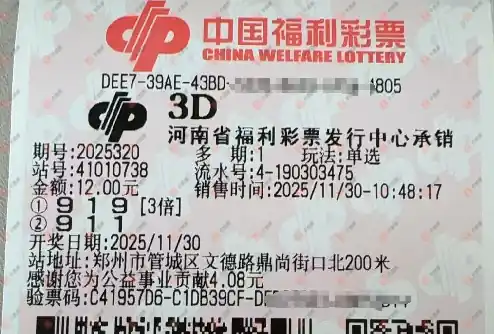 中国福利彩票
CHINA WELFARE LOTTERY
DEE7-39AE-43BD- 4805
3D
河南省福利彩票发行中心承销
期号:2025320 多 期:1 玩法:单选
站号:41010738 流水号:4-190303475
金额:12.00元 销售时间:2025/11/30-10:48:17
① 9 1 9 [3倍]
② 9 1 1
开奖日期:2025/11/30
站地址:郑州市管城区文德路鼎尚街口北200米
感谢您为公益事业贡献4.08元
验票码:C41957D6-C1DB39CF-